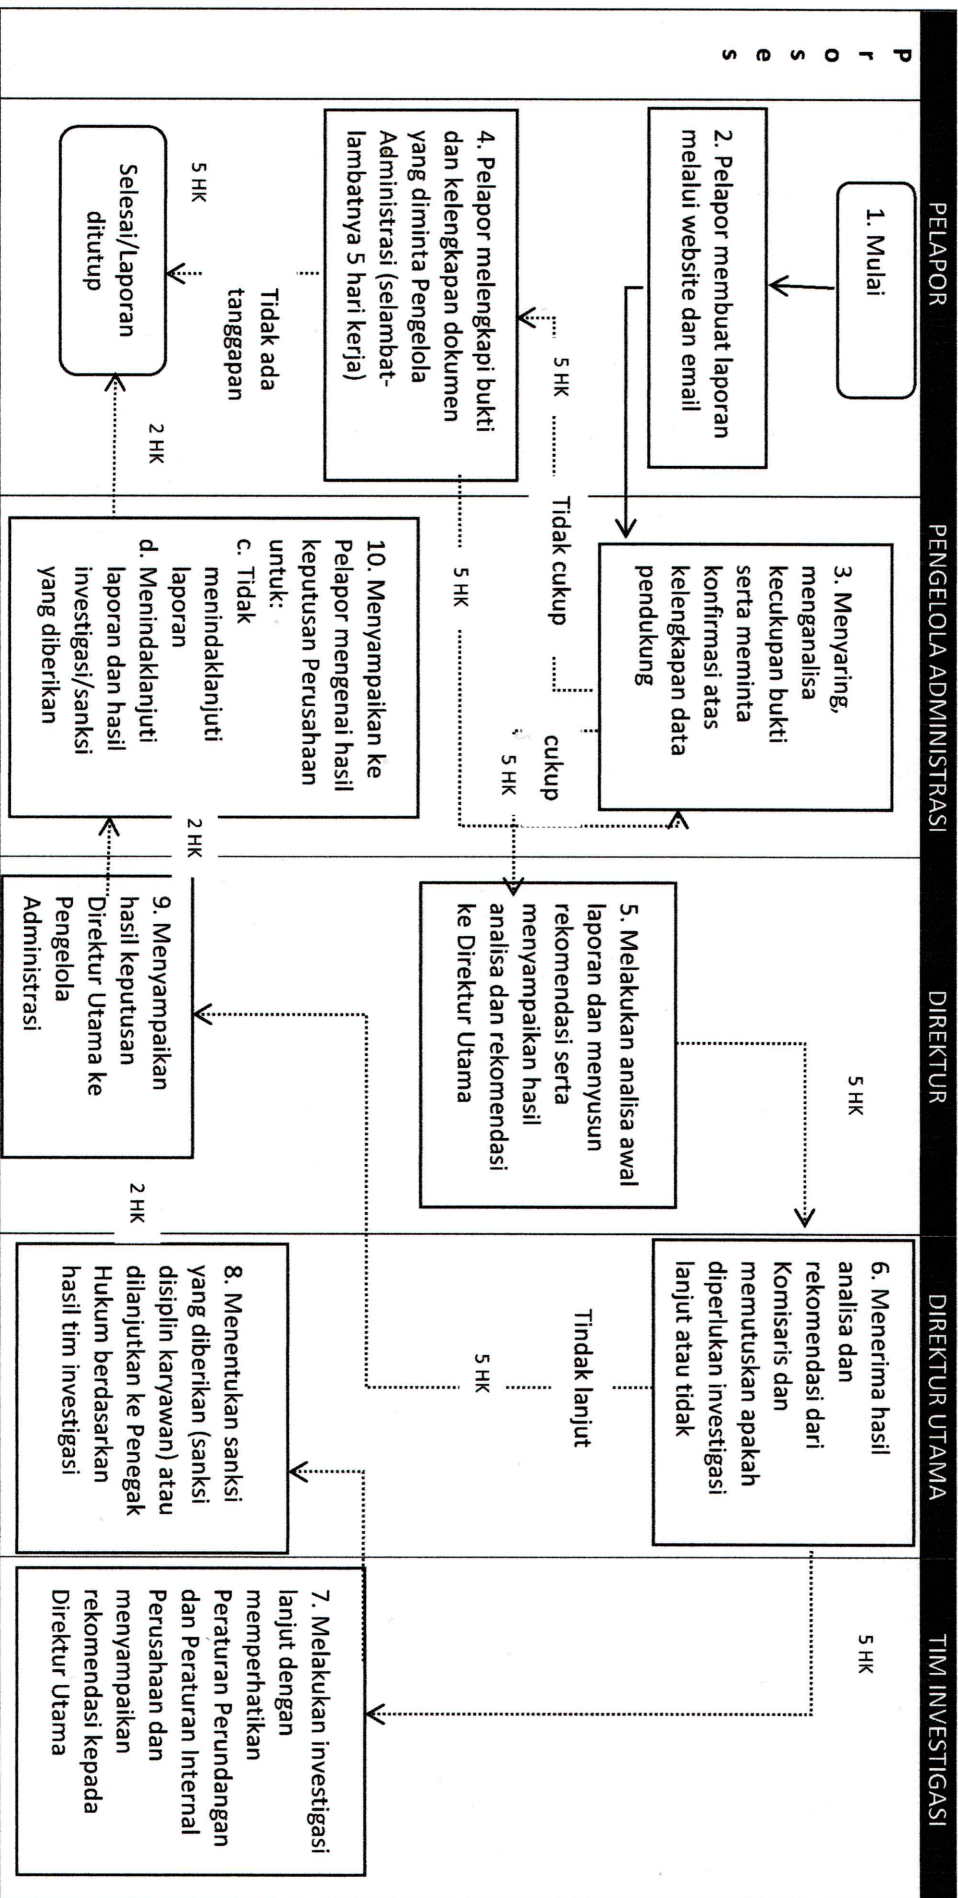 PELAPOR
PENGELOLA ADMINISTRASI
DIREKTUR
DIREKTUR UTAMA
TIM INVESTIGASI
P
r
o
s
e
s
1. Mulai
2. Pelapor membuat laporan
melalui website dan email
3. Menyaring,
menganalisa
kecukupan bukti
serta meminta
konfirmasi atas
kelengkapan data
pendukung
Tidak cukup
5 HK
cukup
5 HK
4. Pelapor melengkapi bukti
dan kelengkapan dokumen
yang diminta Pengelola
Administrasi (selambat-
lambatnya 5 hari kerja)
5 HK
Tidak ada
tanggapan
5 HK
Selesai/Laporan
ditutup
5. Melakukan analisa awal
laporan dan menyusun
rekomendasi serta
menyampaikan hasil
analisa dan rekomendasi
ke Direktur Utama
5 HK
6. Menerima hasil
analisa dan
rekomendasi dari
Komisaris dan
memutuskan apakah
diperlukan investigasi
lanjut atau tidak
5 HK
Tindak lanjut
5 HK
7. Melakukan investigasi
lanjut dengan
memperhatikan
Peraturan Perundangan
dan Peraturan Internal
Perusahaan dan
menyampaikan
rekomendasi kepada
Direktur Utama
8. Menentukan sanksi
yang diberikan (sanksi
disiplin karyawan) atau
dilanjutkan ke Penegak
Hukum berdasarkan
hasil tim investigasi
2 HK
9. Menyampaikan
hasil keputusan
Direktur Utama ke
Pengelola
Administrasi
2 HK
10. Menyampaikan ke
Pelapor mengenai hasil
keputusan Perusahaan
untuk:
c. Tidak
menindaklanjuti
laporan
d. Menindaklanjuti
laporan dan hasil
investigasi/sanksi
yang diberikan
2 HK